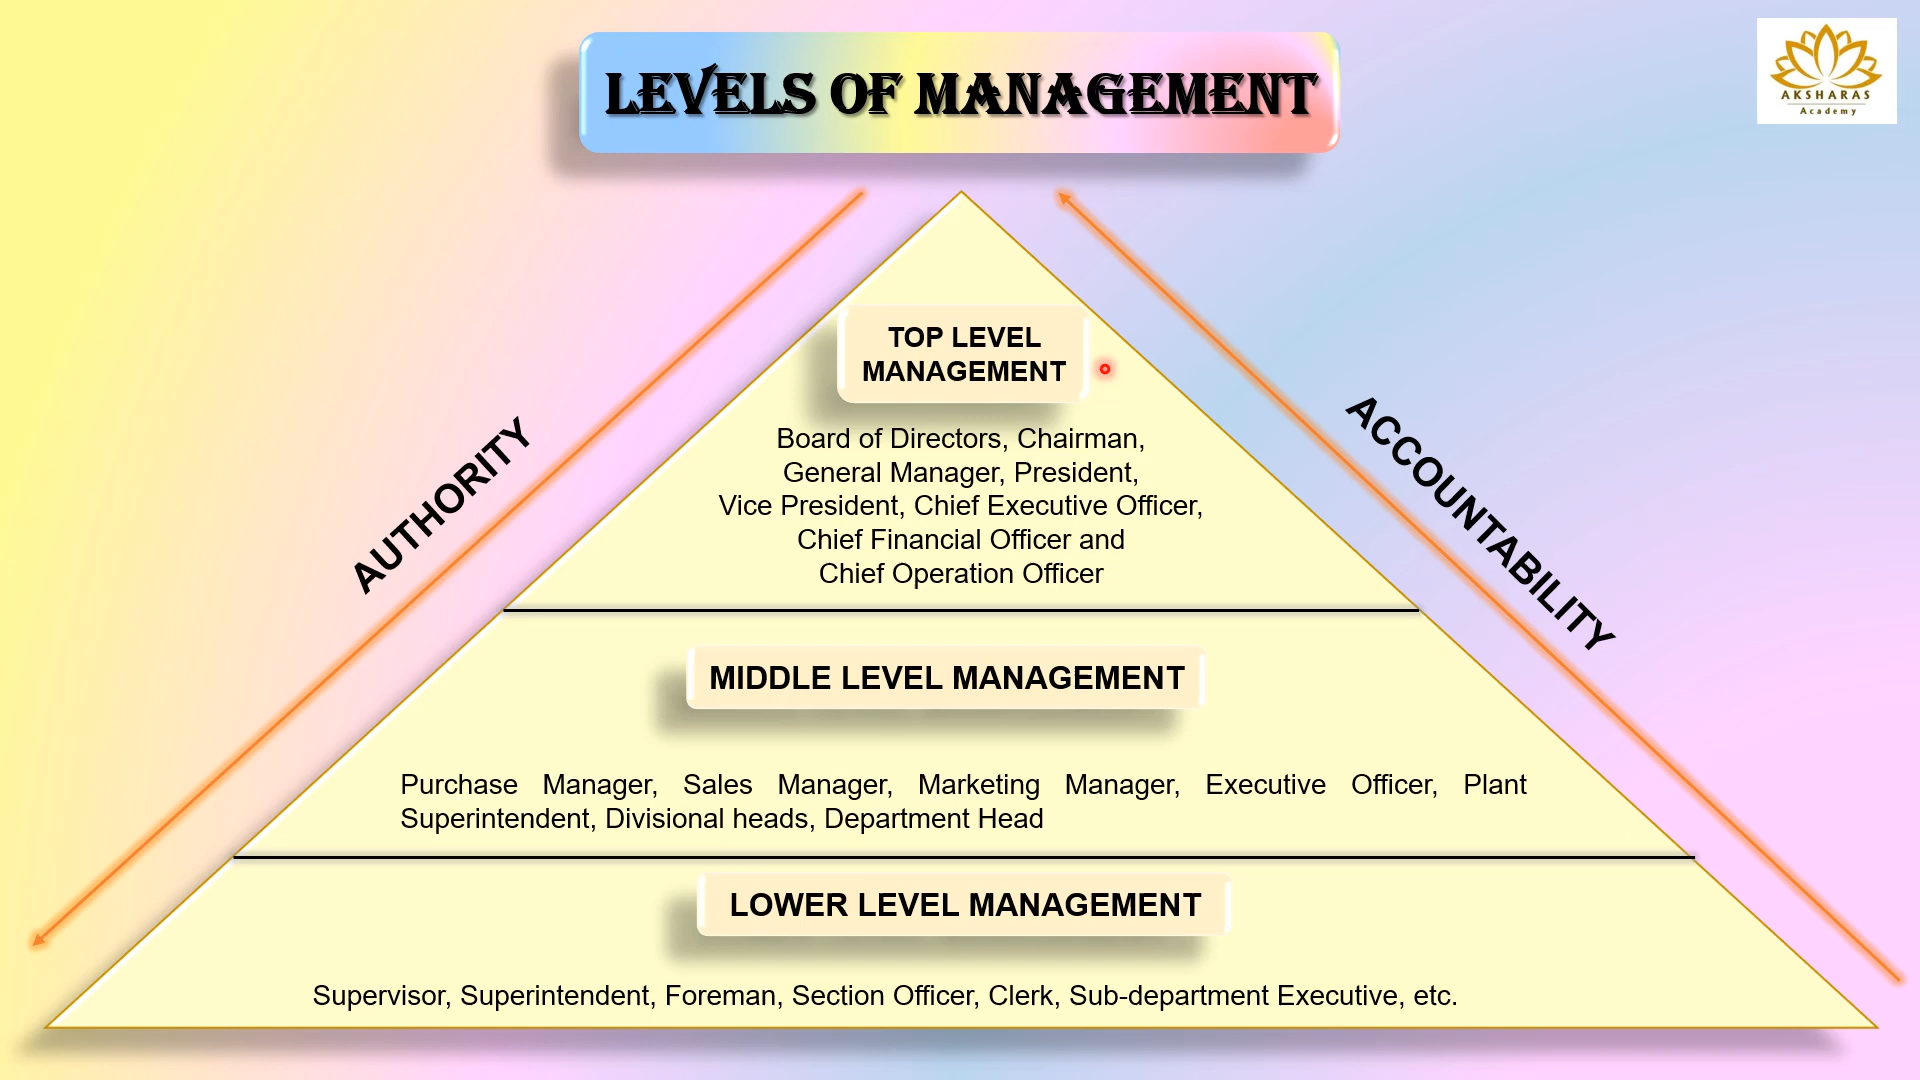 LEVELS OF MANAGEMENT
AKSHARAS
Academy
TOP LEVEL
MANAGEMENT
Board of Directors, Chairman,
General Manager, President,
Vice President, Chief Executive Officer,
Chief Financial Officer and
Chief Operation Officer
AUTHORITY
ACCOUNTABILITY
MIDDLE LEVEL MANAGEMENT
Purchase Manager, Sales Manager, Marketing Manager, Executive Officer, Plant
Superintendent, Divisional heads, Department Head
LOWER LEVEL MANAGEMENT
Supervisor, Superintendent, Foreman, Section Officer, Clerk, Sub-department Executive, etc.